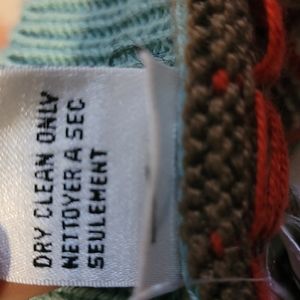 DRY CLEAN ONLY
NETTOYER A SEC
SEULEMENT